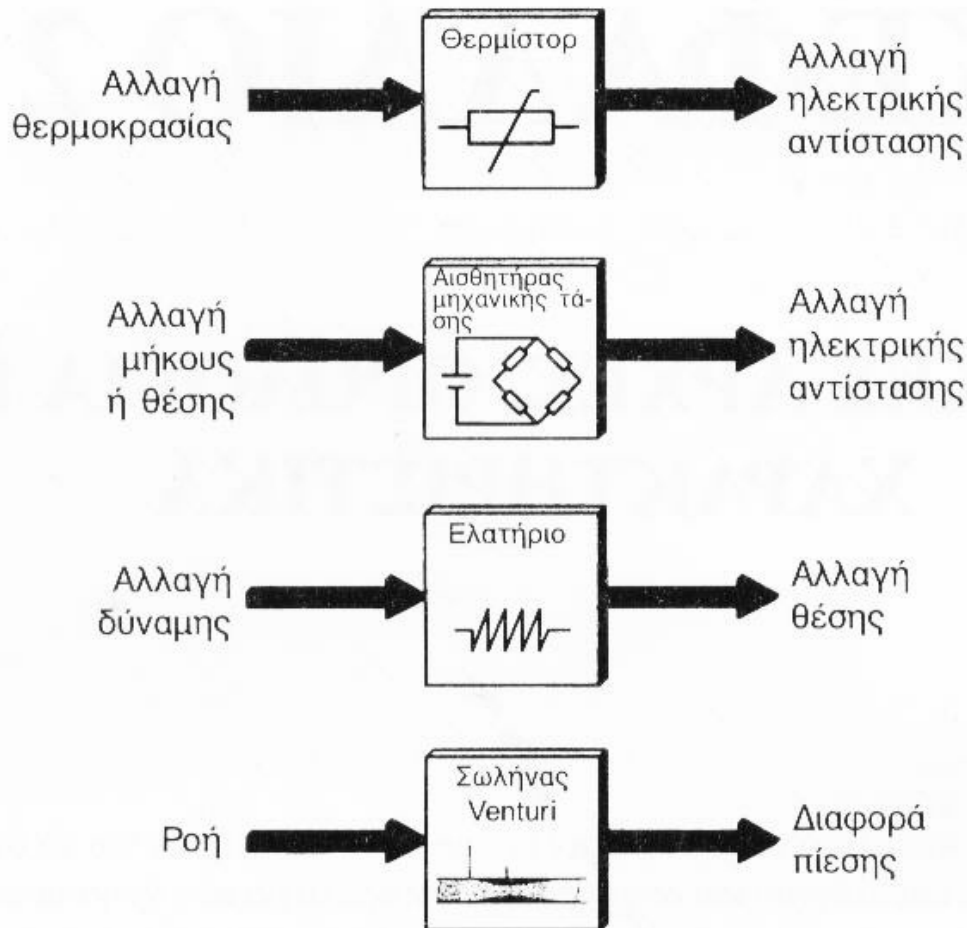 Θερμίστορ
Αλλαγή
θερμοκρασίας
Αλλαγή
ηλεκτρικής
αντίστασης
Αισθητήρας
μηχανικής τά-
σης
Αλλαγή
μήκους
ή θέσης
Αλλαγή
ηλεκτρικής
αντίστασης
Ελατήριο
Αλλαγή
δύναμης
Αλλαγή
θέσης
Σωλήνας
Venturi
Ροή
Διαφορά
πίεσης